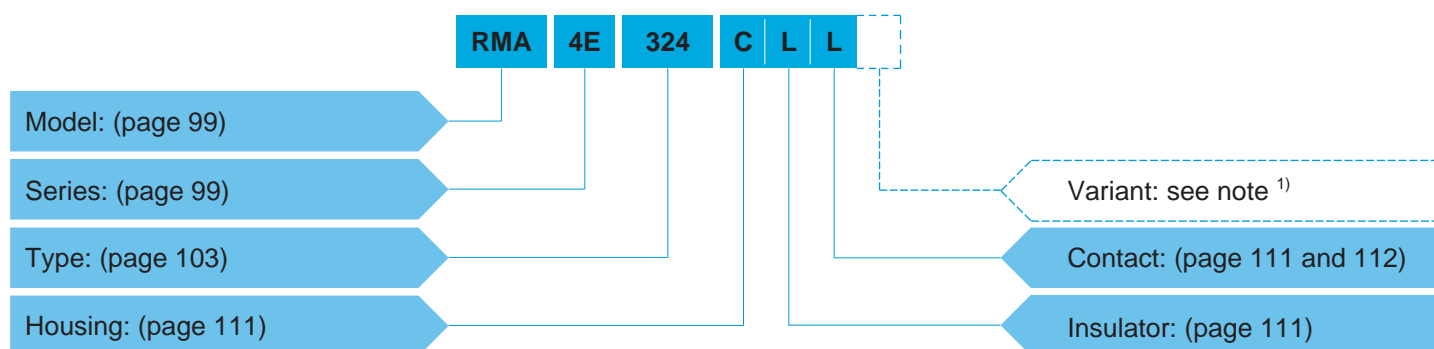 RMA 4E 324 C L L
Model: (page 99)
Series: (page 99)
Variant: see note 1)
Type: (page 103)
Contact: (page 111 and 112)
Housing: (page 111)
Insulator: (page 111)